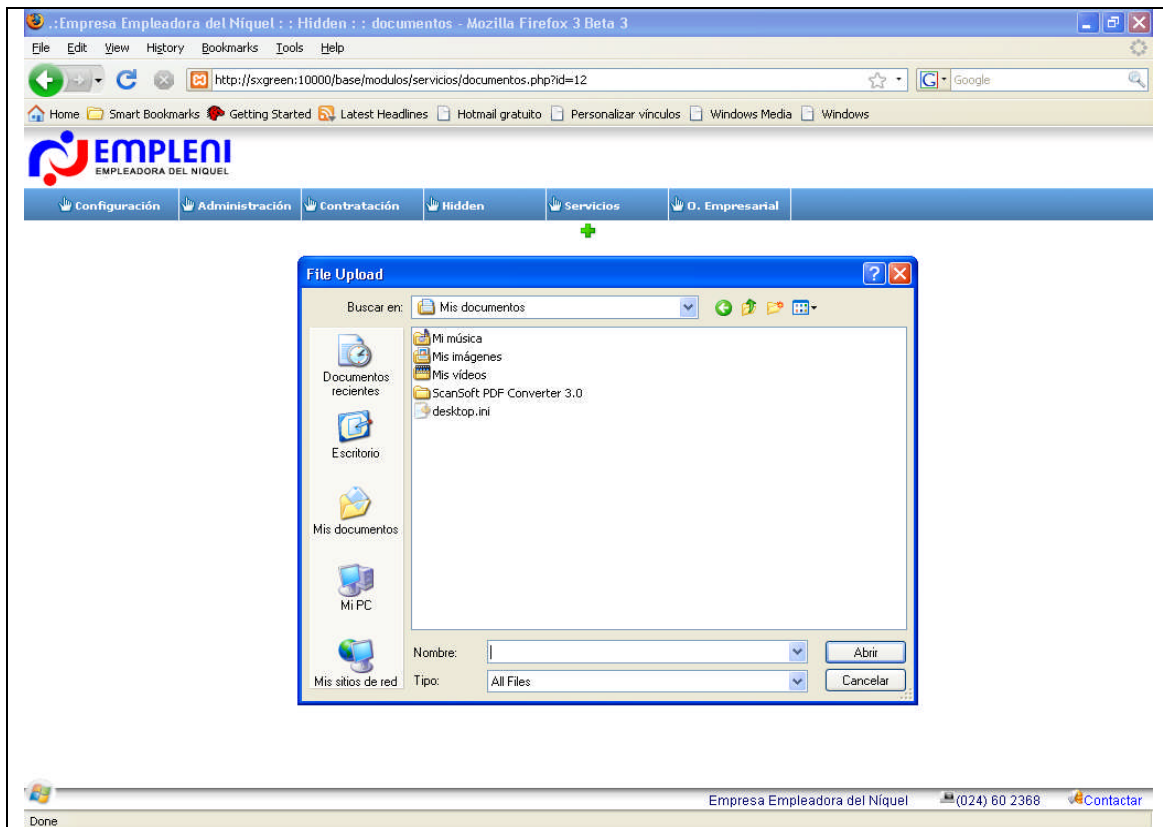 .:Empresa Empleadora del Níquel : : Hidden : : documentos - Mozilla Firefox 3 Beta 3
File Edit View History Bookmarks Tools Help
http://sxgreen:10000/base/modulos/servicios/documentos.php?id=12 G Google
Home Smart Bookmarks Getting Started Latest Headlines Hotmail gratuito Personalizar vínculos Windows Media Windows
EMPLENI
EMPLEADORA DEL NIQUEL
Configuración Administración Contratación Hidden Servicios O. Empresarial
File Upload
Buscar en: Mis documentos
Mi música
Mis imágenes
Mis vídeos
ScanSoft PDF Converter 3.0
desktop.ini
Documentos
recientes
Escritorio
Mis documentos
Mi PC
Mis sitios de red
Nombre: Abrir
Tipo: All Files Cancelar
Empresa Empleadora del Níquel (024) 60 2368 Contactar
Done